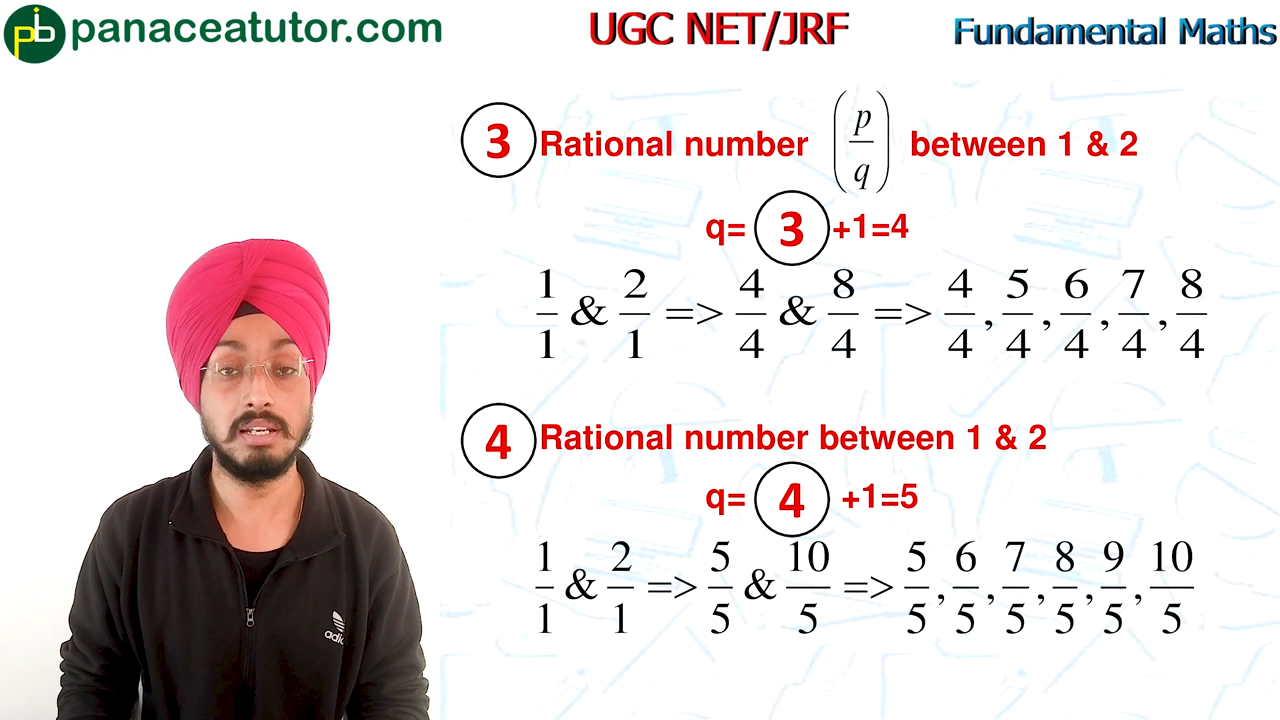 pb panaceatutor.com
UGC NET/JRF
Fundamental Maths
3 Rational number (p/q) between 1 & 2
q= 3 +1=4
1/1 & 2/1 => 4/4 & 8/4 => 4/4, 5/4, 6/4, 7/4, 8/4
4 Rational number between 1 & 2
q= 4 +1=5
1/1 & 2/1 => 5/5 & 10/5 => 5/5, 6/5, 7/5, 8/5, 9/5, 10/5